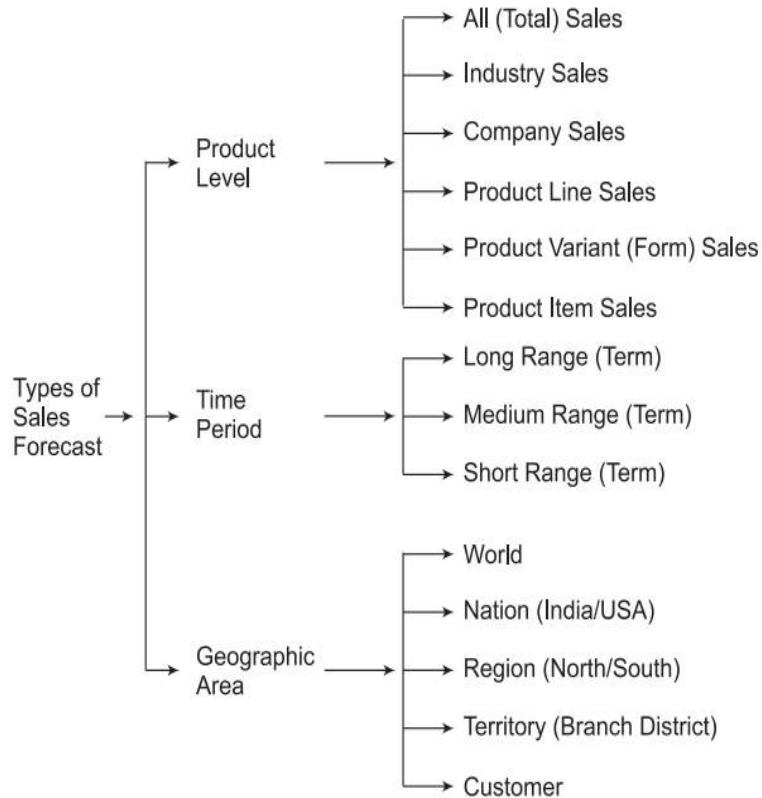 Types of
Sales
Forecast
Product
Level
All (Total) Sales
Industry Sales
Company Sales
Product Line Sales
Product Variant (Form) Sales
Product Item Sales
Time
Period
Long Range (Term)
Medium Range (Term)
Short Range (Term)
Geographic
Area
World
Nation (India/USA)
Region (North/South)
Territory (Branch District)
Customer